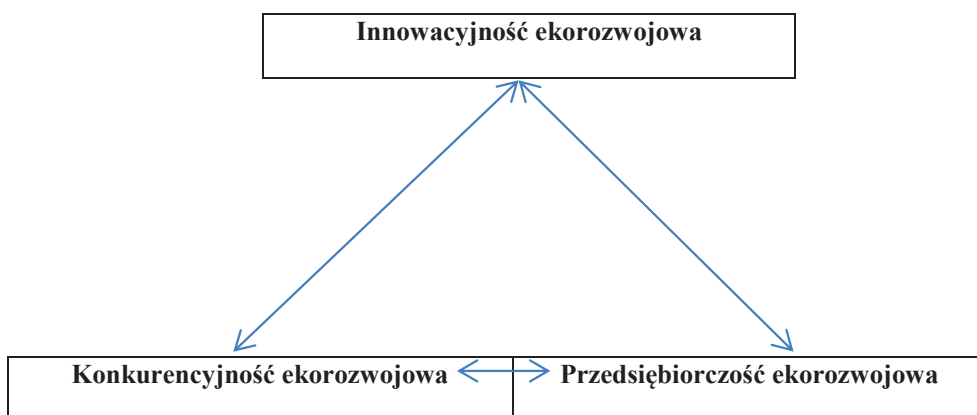 Innowacyjność ekorozwojowa
Konkurencyjność ekorozwojowa
Przedsiębiorczość ekorozwojowa